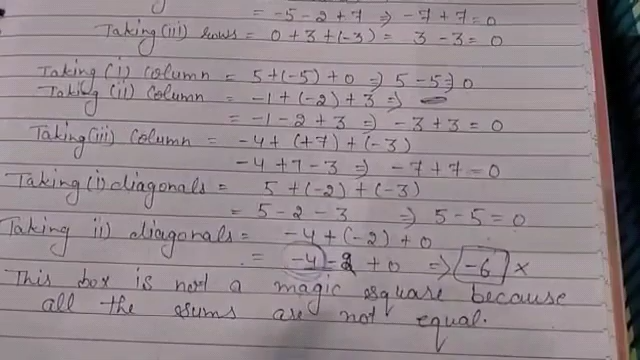 = -5-2+7 ⇒ -7+7=0
Taking (iii) rows = 0+3+(-3) = 3-3=0
Taking (i) column = 5+(-5)+0 ⇒ 5-5⇒0
Taking (ii) column = -1+(-2)+3 ⇒
= -1-2+3 ⇒ -3+3=0
Taking (iii) column = -4+(+7)+(-3)
-4+7-3 ⇒ -7+7=0
Taking (i) diagonals = 5+(-2)+(-3)
= 5-2-3 ⇒ 5-5=0
Taking ii) diagonals = -4+(-2)+0
= -4-2+0 ⇒ -6 ×
This box is not a magic square because
all the sums are not equal.